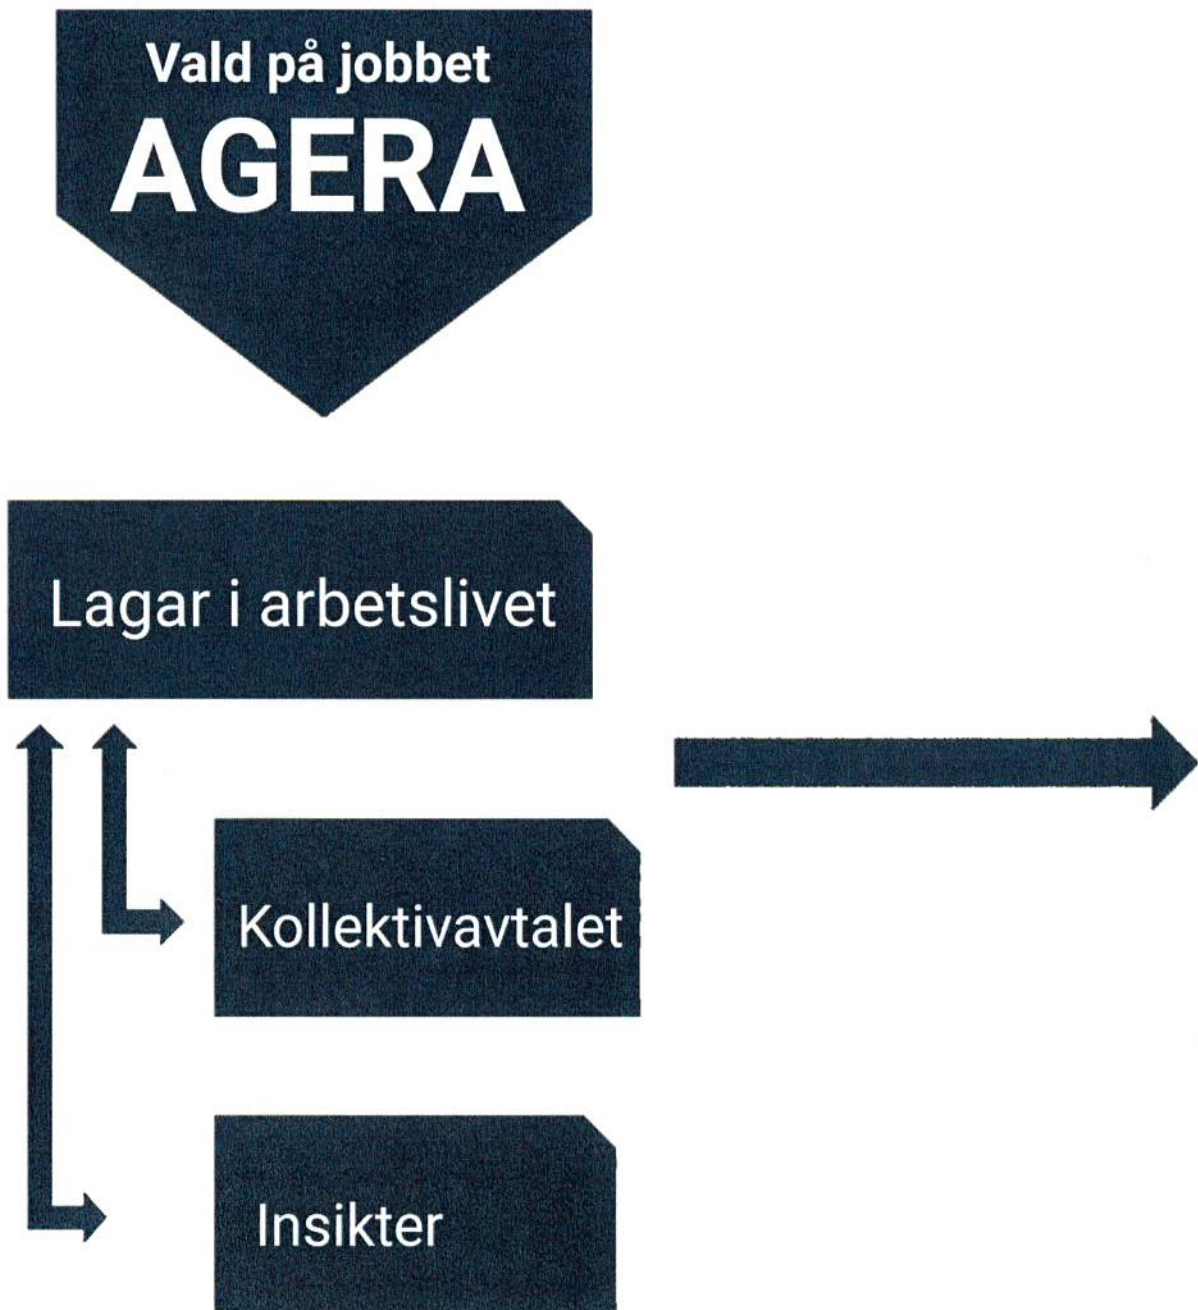 Vald på jobbet
AGERA
Lagar i arbetslivet
Kollektivavtalet
Insikter